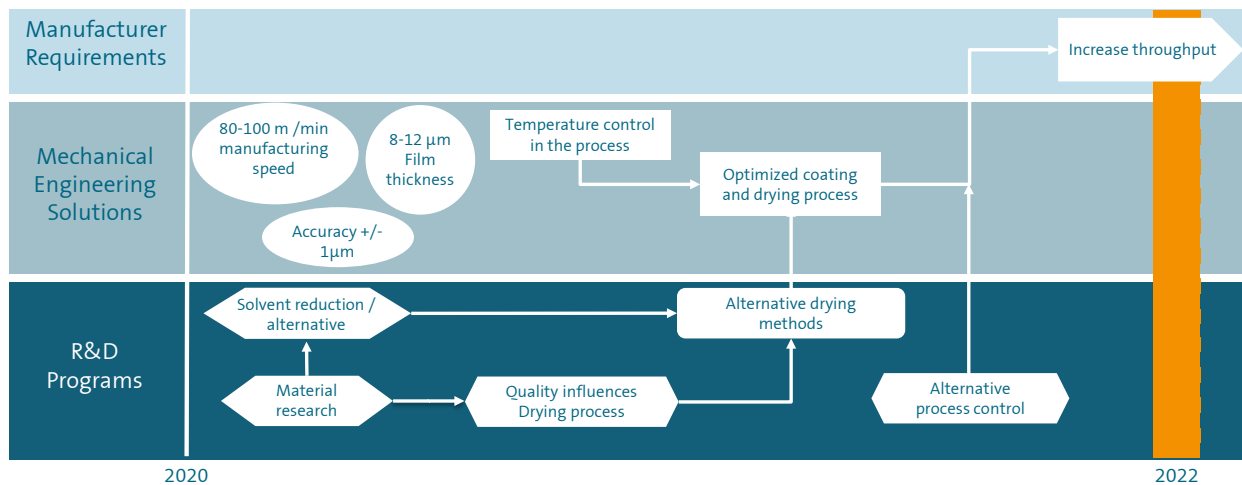 Manufacturer
Requirements
Increase throughput
Mechanical
Engineering
Solutions
80-100 m /min
manufacturing
speed
8-12 µm
Film
thickness
Accuracy +/-
1µm
Temperature control
in the process
Optimized coating
and drying process
R&D
Programs
Solvent reduction /
alternative
Alternative drying
methods
Material
research
Quality influences
Drying process
Alternative
process control
2020
2022